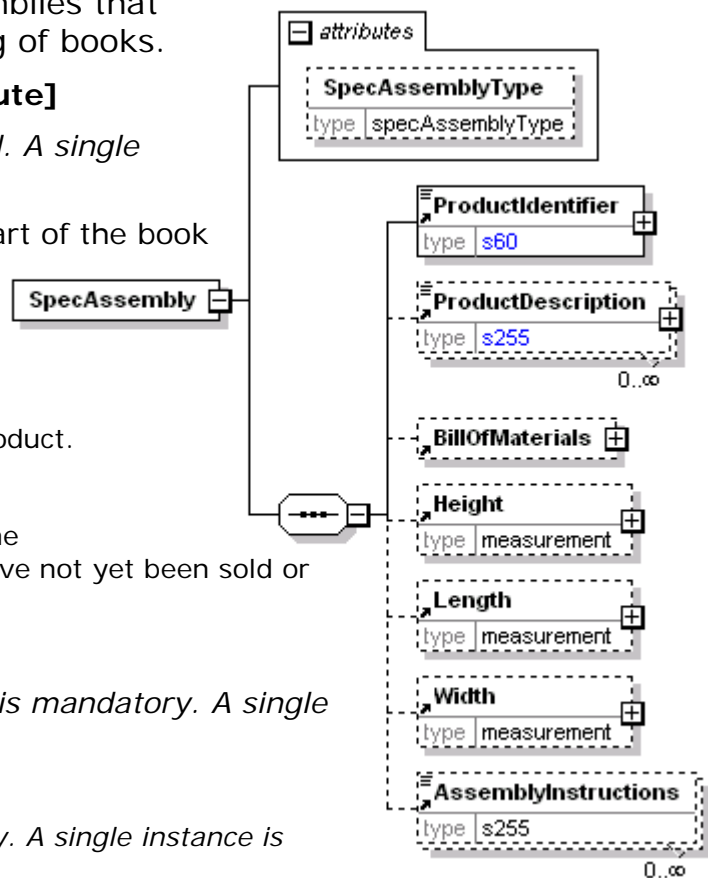 mblies that
g of books.
ute]
. A single
art of the book
oduct.
ne
ve not yet been sold or
is mandatory. A single
y. A single instance is
SpecAssembly
attributes
SpecAssemblyType
type specAssemblyType
ProductIdentifier
type s60
ProductDescription
type s255
0..∞
BillOfMaterials
Height
type measurement
Length
type measurement
Width
type measurement
AssemblyInstructions
type s255
0..∞